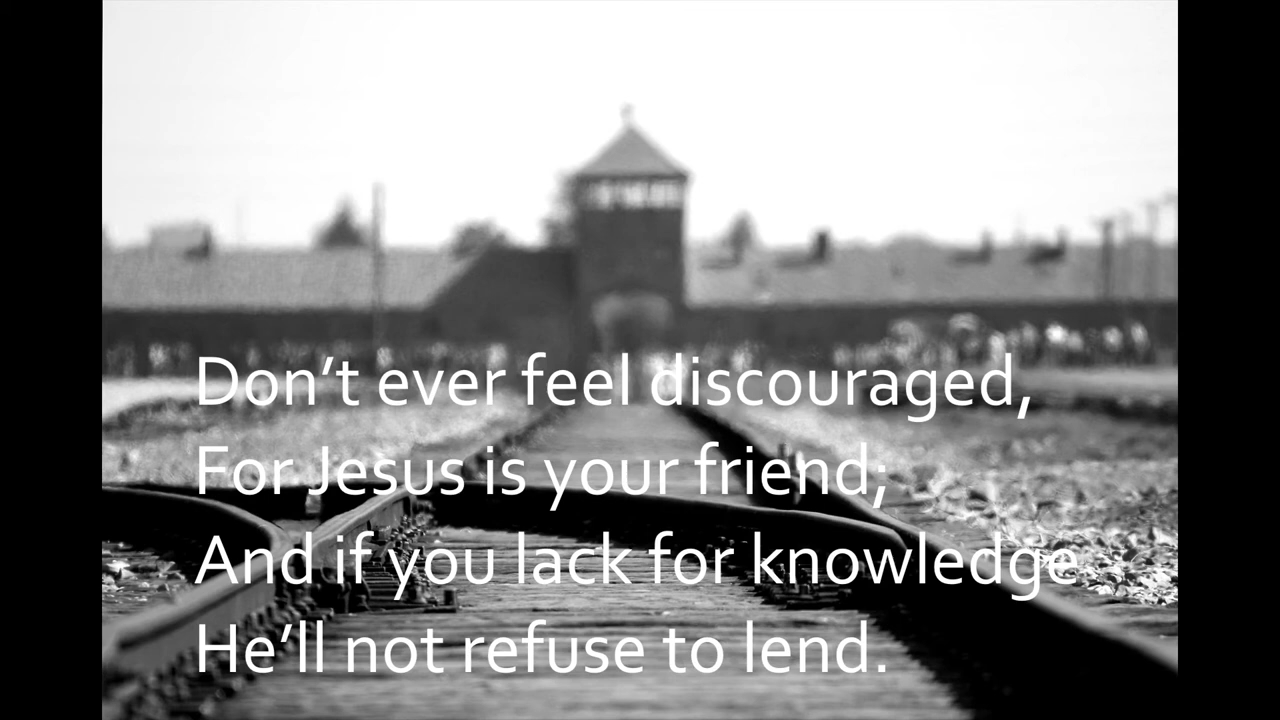 Don’t ever feel discouraged,
For Jesus is your friend;
And if you lack for knowledge
He’ll not refuse to lend.